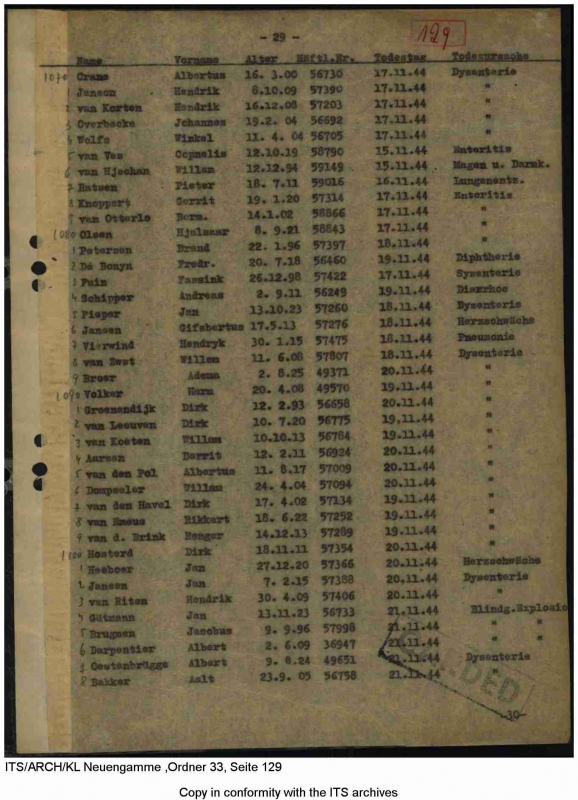 - 29 -
129
Name Vorname Alter Häftl.Nr. Todestag Todesursache
1070 Crans Albertus 16. 3.00 56730 17.11.44 Dysenterie
1 Jensen Hendrik 8.10.09 57390 17.11.44 "
2 van Korten Hendrik 16.12.08 57203 17.11.44 "
3 Overbecke Johannes 19.2. 04 56692 17.11.44 "
4 Wolfs Winkel 11. 4. 04 56705 17.11.44 "
5 van Ves Cornelis 12.10.19 58790 15.11.44 Enteritis
6 van Hjechan Willem 12.12.94 59149 15.11.44 Magen u. Darmk.
7 Ratsen Pieter 18. 7.11 59016 16.11.44 Lungenentz.
8 Knoppert Gerrit 19. 1.20 57314 17.11.44 Enteritis
9 van Otterlo Berm. 14.1.02 58866 17.11.44 "
1080 Olsen Hjalmar 8. 9.21 58843 17.11.44 "
1 Petersen Brand 22. 1.96 57397 18.11.44 "
2 De Bonyn Fredr. 20. 7.18 56460 19.11.44 Diphtherie
3 Puin 26.12.98 57422 17.11.44 Sysenterie
4 Schipper Andreas 2. 9.11 56249 19.11.44 Diarrhoe
5 Pieper Jan 13.10.23 57260 18.11.44 Dysenterie
6 Jansen Gifsbertus 17.5.13 57276 18.11.44 Herzschwäche
7 Vierwind Hendryk 30. 1.15 57475 18.11.44 Pneumonie
8 van Zwet Willem 11. 6.08 57807 18.11.44 Dysenterie
9 Broer Adema 2. 8.25 49371 20.11.44 "
1090 Volker Harm 20. 4.08 49570 19.11.44 "
1 Groenendijk Dirk 12. 2.93 56658 20.11.44 "
2 van Leeuven Dirk 10. 7.20 56775 19.11.44 "
3 van Kosten Willem 10.10.13 56784 19.11.44 "
4 Aarsen Derrit 12. 2.11 56924 20.11.44 "
5 van den Pol Albertus 11. 8.17 57009 20.11.44 "
6 Dompseler Willem 24. 4.04 57094 20.11.44 "
7 van den Havel Dirk 17. 4.02 57134 19.11.44 "
8 van Emous Rikkert 18. 6.22 57252 19.11.44 "
9 van d. Brink Renger 14.12.13 57289 19.11.44 "
1100 Hosterd Dirk 18.11.11 57354 20.11.44 "
1 Heeboer Jan 27.12.20 57366 20.11.44 Herzschwäche
2 Jansen Jan 7. 2.15 57388 20.11.44 Dysenterie
3 van Riten Hendrik 30. 4.09 57406 20.11.44 "
4 Gützmann Jan 13.11.23 56733 21.11.44 Blindg.Explosio
5 Brugman Jacobus 9. 9.96 57998 21.11.44 " "
6 Darpentier Albert 2. 6.09 36947 21.11.44 " "
7 Oeutenbrügge Albert 9. 8.24 49651 21.11.44 Dysenterie
8 Bakker Aalt 23.9. 05 56758 21.11.44 "
-30-
ITS/ARCH/KL Neuengamme ,Ordner 33, Seite 129
Copy in conformity with the ITS archives